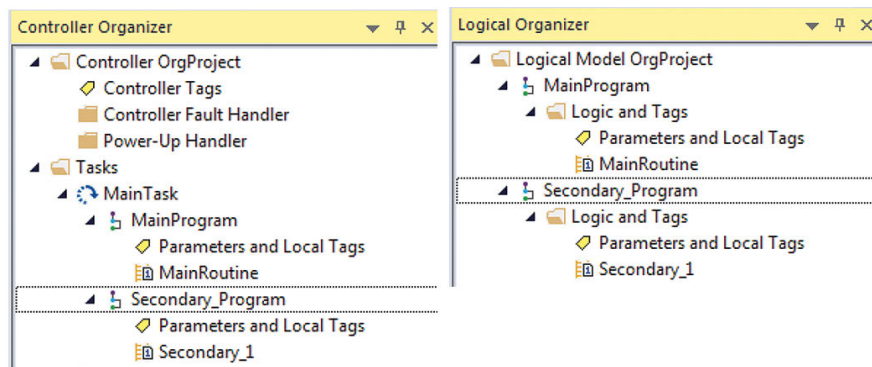 Controller Organizer
Controller OrgProject
Controller Tags
Controller Fault Handler
Power-Up Handler
Tasks
MainTask
MainProgram
Parameters and Local Tags
MainRoutine
Secondary_Program
Parameters and Local Tags
Secondary_1
Logical Organizer
Logical Model OrgProject
MainProgram
Logic and Tags
Parameters and Local Tags
MainRoutine
Secondary_Program
Logic and Tags
Parameters and Local Tags
Secondary_1